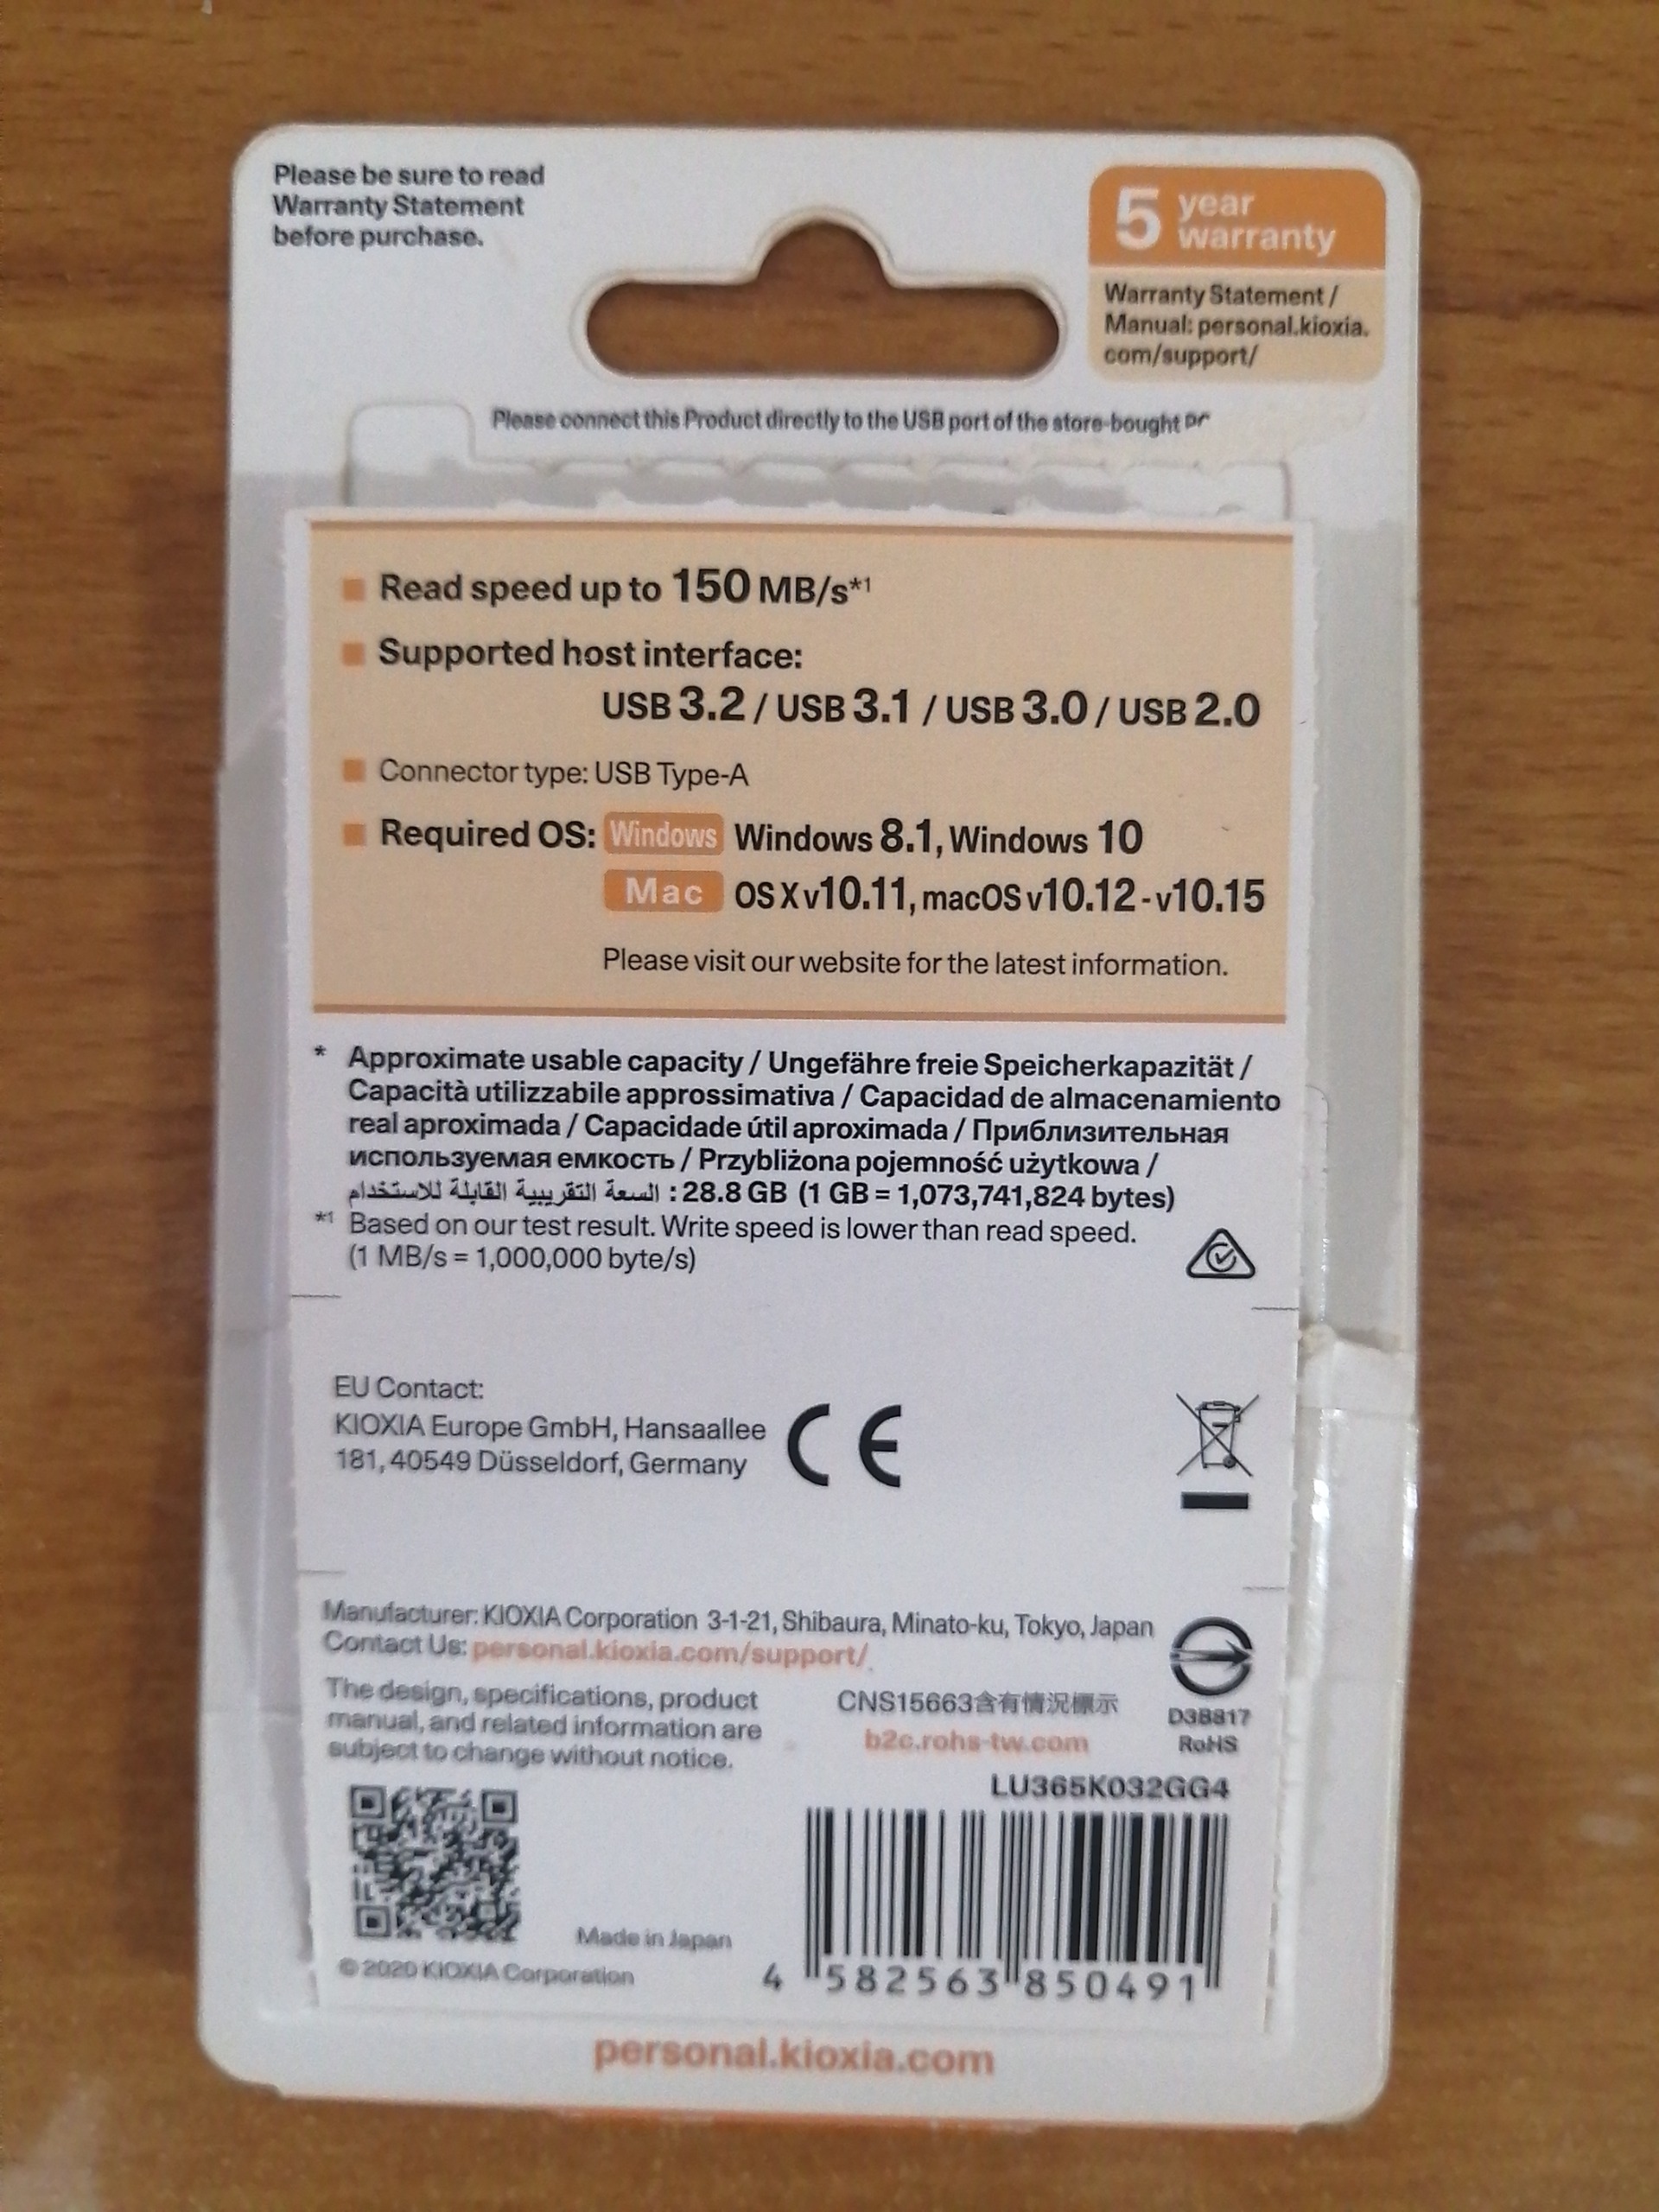 Please be sure to read
Warranty Statement
before purchase.
5 year
warranty
Warranty Statement /
Manual: personal.kioxia.
com/support/
Please connect this Product directly to the USB port of the store-bought
Read speed up to 150 MB/s*1
Supported host interface:
USB 3.2 / USB 3.1 / USB 3.0 / USB 2.0
Connector type: USB Type-A
Required OS: Windows Windows 8.1, Windows 10
Mac OS X v10.11, macOS v10.12 - v10.15
Please visit our website for the latest information.
* Approximate usable capacity / Ungefähre freie Speicherkapazität /
Capacità utilizzabile approssimativa / Capacidad de almacenamiento
real aproximada / Capacidade útil aproximada / Приблизительная
используемая емкость / Przybliżona pojemność użytkowa /
السعة التقريبية القابلة للاستخدام : 28.8 GB (1 GB = 1,073,741,824 bytes)
*1 Based on our test result. Write speed is lower than read speed.
(1 MB/s = 1,000,000 byte/s)
EU Contact:
KIOXIA Europe GmbH, Hansaallee
181, 40549 Düsseldorf, Germany
CE
Manufacturer: KIOXIA Corporation 3-1-21, Shibaura, Minato-ku, Tokyo, Japan
Contact Us: personal.kioxia.com/support/
The design, specifications, product
manual, and related information are
subject to change without notice.
CNS15663含有情況標示
b2c.rohs-tw.com
D3B817
RoHS
LU365K032GG4
Made in Japan
© 2020 KIOXIA Corporation
4 582563 850491
personal.kioxia.com